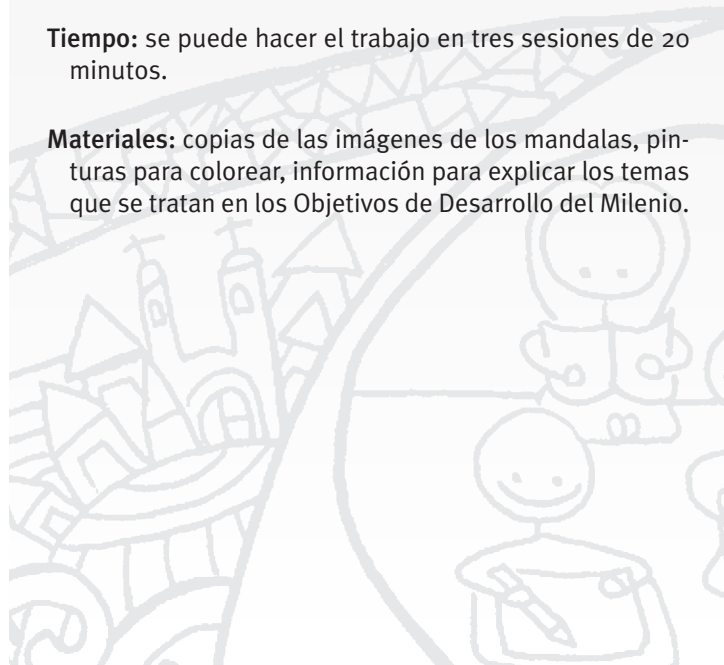 Tiempo: se puede hacer el trabajo en tres sesiones de 20
minutos.
Materiales: copias de las imágenes de los mandalas, pin-
turas para colorear, información para explicar los temas
que se tratan en los Objetivos de Desarrollo del Milenio.